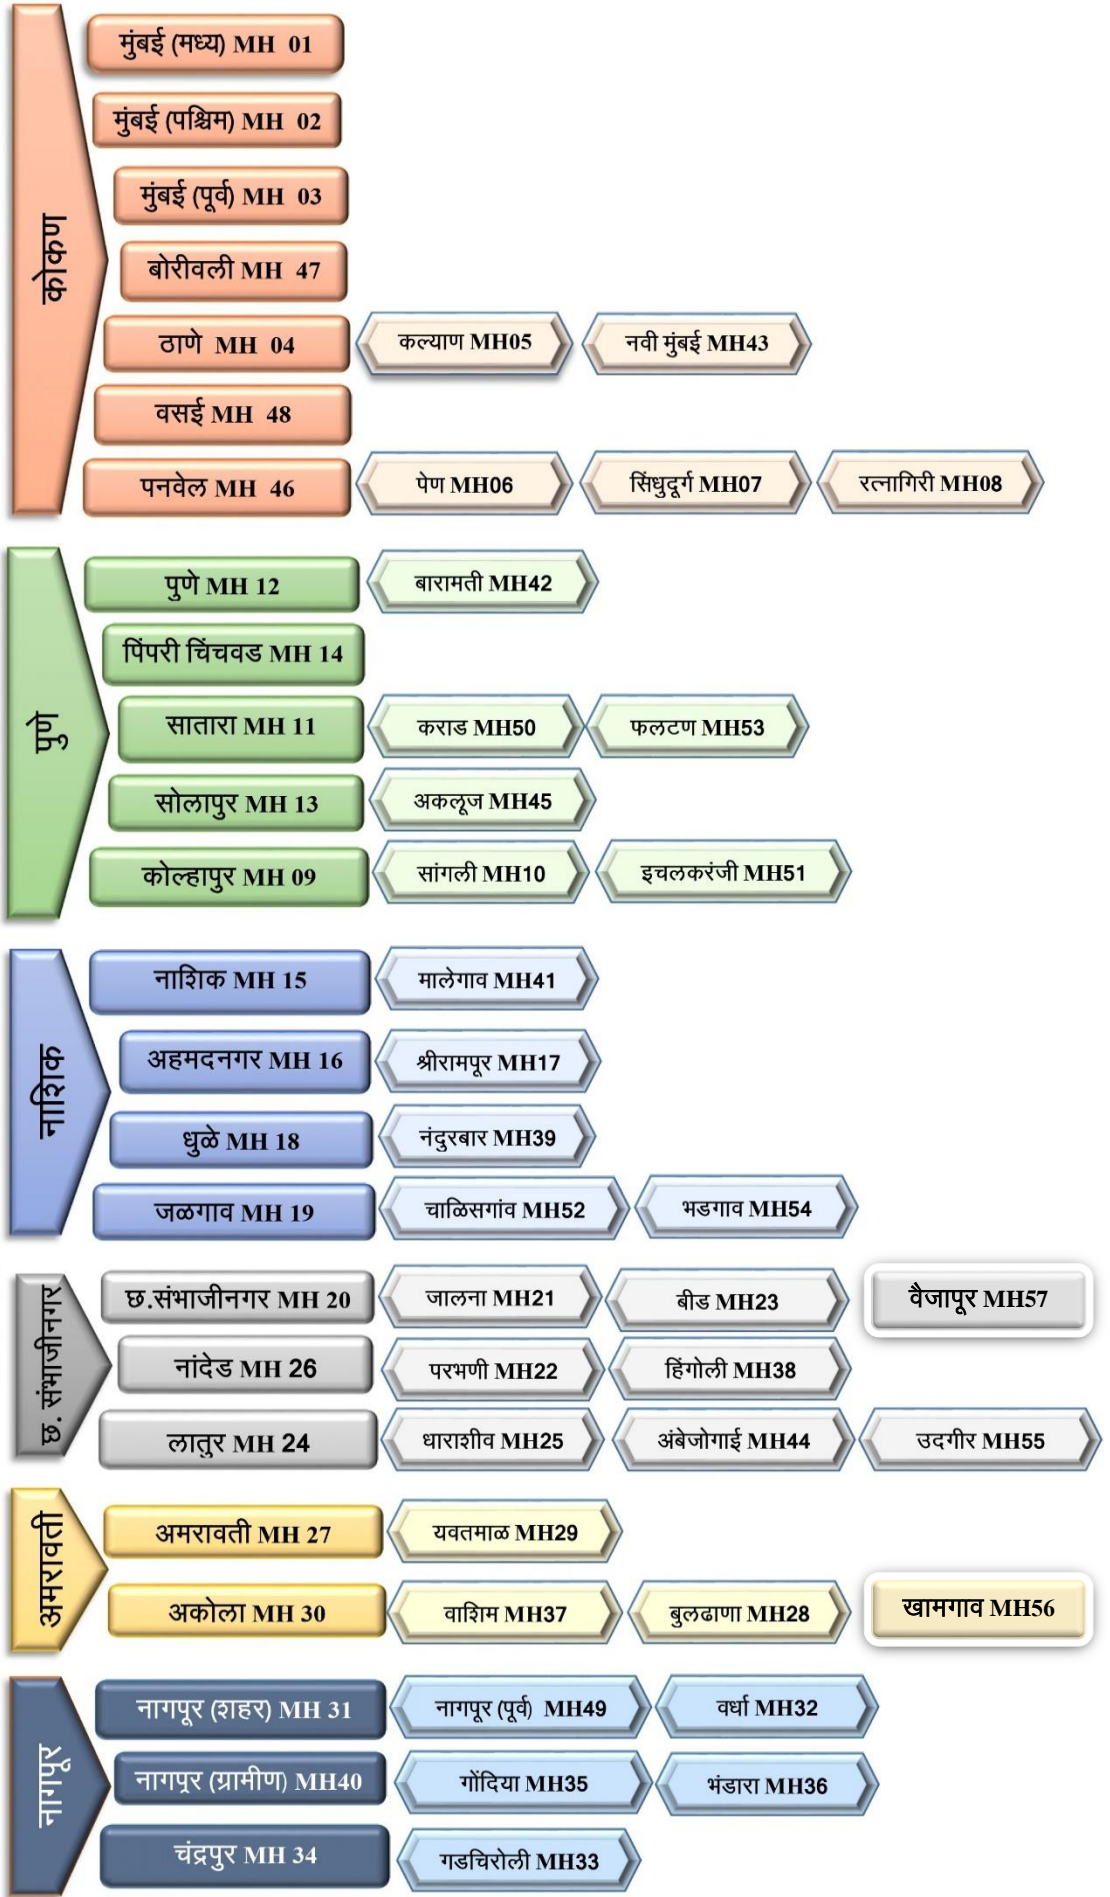 कोकण
मुंबई (मध्य) MH 01
मुंबई (पश्चिम) MH 02
मुंबई (पूर्व) MH 03
बोरीवली MH 47
ठाणे MH 04
कल्याण MH05
नवी मुंबई MH43
वसई MH 48
पनवेल MH 46
पेण MH06
सिंधुदूर्ग MH07
रत्नागिरी MH08
पुणे
पुणे MH 12
बारामती MH42
पिंपरी चिंचवड MH 14
सातारा MH 11
कराड MH50
फलटण MH53
सोलापुर MH 13
अकलूज MH45
कोल्हापुर MH 09
सांगली MH10
इचलकरंजी MH51
नाशिक
नाशिक MH 15
मालेगाव MH41
अहमदनगर MH 16
श्रीरामपूर MH17
धुळे MH 18
नंदुरबार MH39
जळगाव MH 19
चाळिसगांव MH52
भडगाव MH54
छ. संभाजीनगर
छ.संभाजीनगर MH 20
जालना MH21
बीड MH23
वैजापूर MH57
नांदेड MH 26
परभणी MH22
हिंगोली MH38
लातुर MH 24
धाराशीव MH25
अंबेजोगाई MH44
उदगीर MH55
अमरावती
अमरावती MH 27
यवतमाळ MH29
अकोला MH 30
वाशिम MH37
बुलढाणा MH28
खामगाव MH56
नागपूर
नागपूर (शहर) MH 31
नागपूर (पूर्व) MH49
वर्धा MH32
नागपूर (ग्रामीण) MH40
गोंदिया MH35
भंडारा MH36
चंद्रपुर MH 34
गडचिरोली MH33